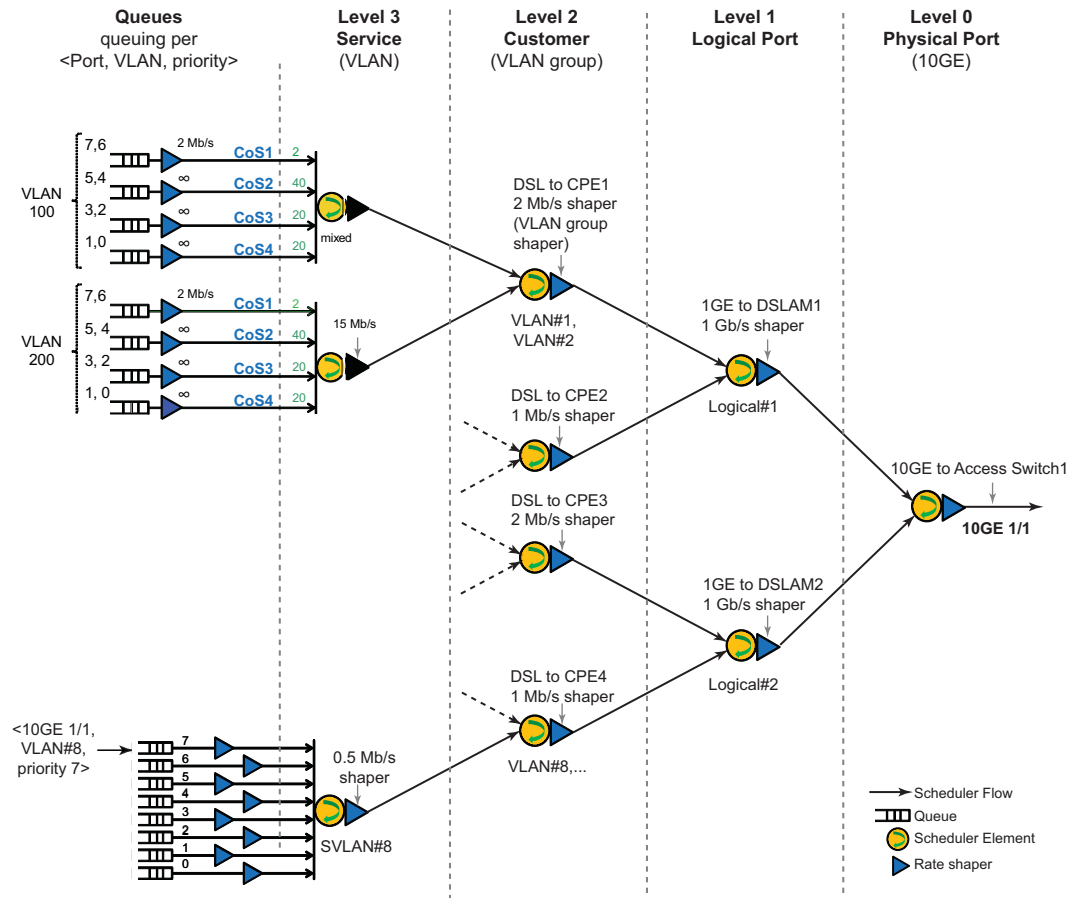 Queues
queuing per
<Port, VLAN, priority>
Level 3
Service
(VLAN)
Level 2
Customer
(VLAN group)
Level 1
Logical Port
Level 0
Physical Port
(10GE)
VLAN
100
7,6
2 Mb/s
CoS1
2
5,4
∞
CoS2
40
3,2
∞
CoS3
20
1,0
∞
CoS4
20
mixed
VLAN
200
7,6
2 Mb/s
CoS1
2
5, 4
∞
CoS2
40
3, 2
∞
CoS3
20
1, 0
∞
CoS4
20
15 Mb/s
DSL to CPE1
2 Mb/s shaper
(VLAN group
shaper)
VLAN#1,
VLAN#2
DSL to CPE2
1 Mb/s shaper
DSL to CPE3
2 Mb/s shaper
DSL to CPE4
1 Mb/s shaper
VLAN#8,...
1GE to DSLAM1
1 Gb/s shaper
Logical#1
1GE to DSLAM2
1 Gb/s shaper
Logical#2
10GE to Access Switch1
10GE 1/1
<10GE 1/1,
VLAN#8,
priority 7>
7
6
5
4
3
2
1
0
0.5 Mb/s
shaper
SVLAN#8
Scheduler Flow
Queue
Scheduler Element
Rate shaper